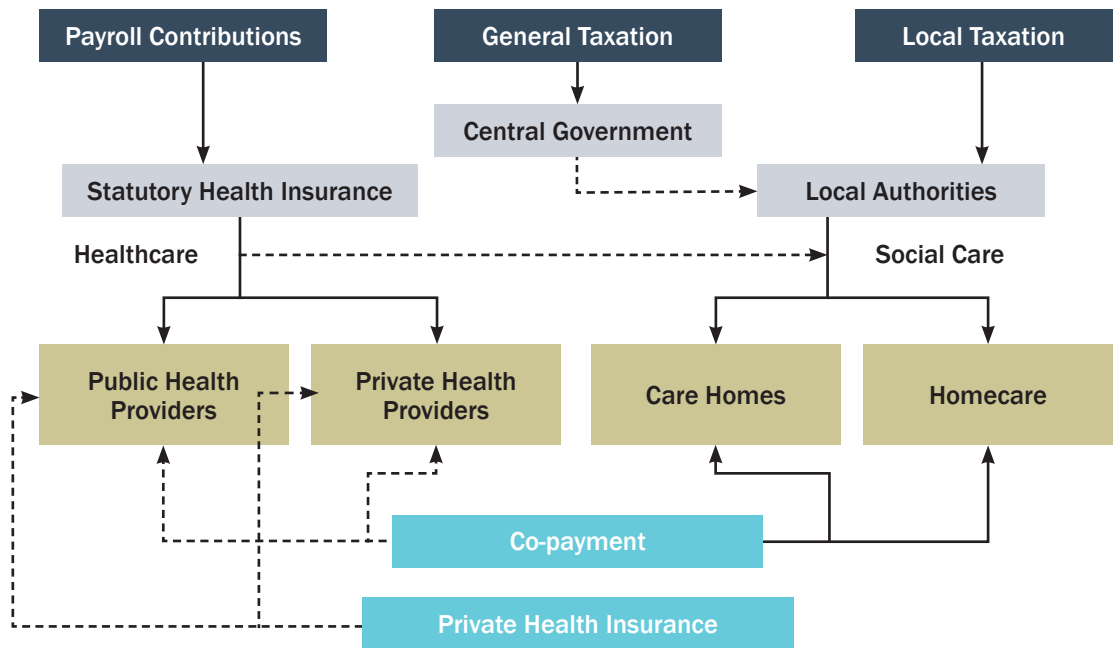 Payroll Contributions
General Taxation
Local Taxation
Central Government
Statutory Health Insurance
Local Authorities
Healthcare
Social Care
Public Health
Providers
Private Health
Providers
Care Homes
Homecare
Co-payment
Private Health Insurance